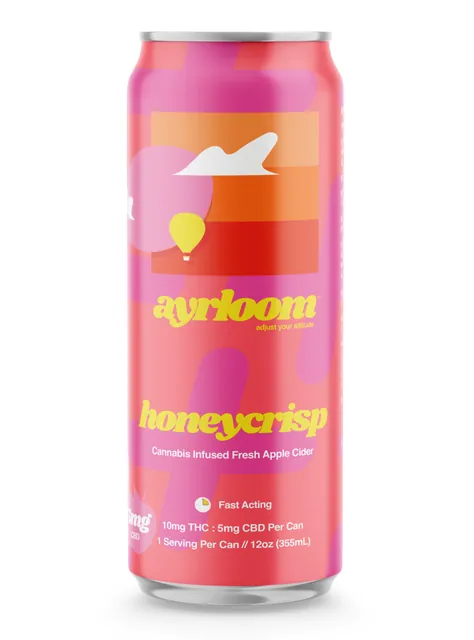 ayrloom
adjust your altitude
honeycrisp
Cannabis Infused Fresh Apple Cider
Fast Acting
10mg THC : 5mg CBD Per Can
1 Serving Per Can // 12oz (355mL)
CBD